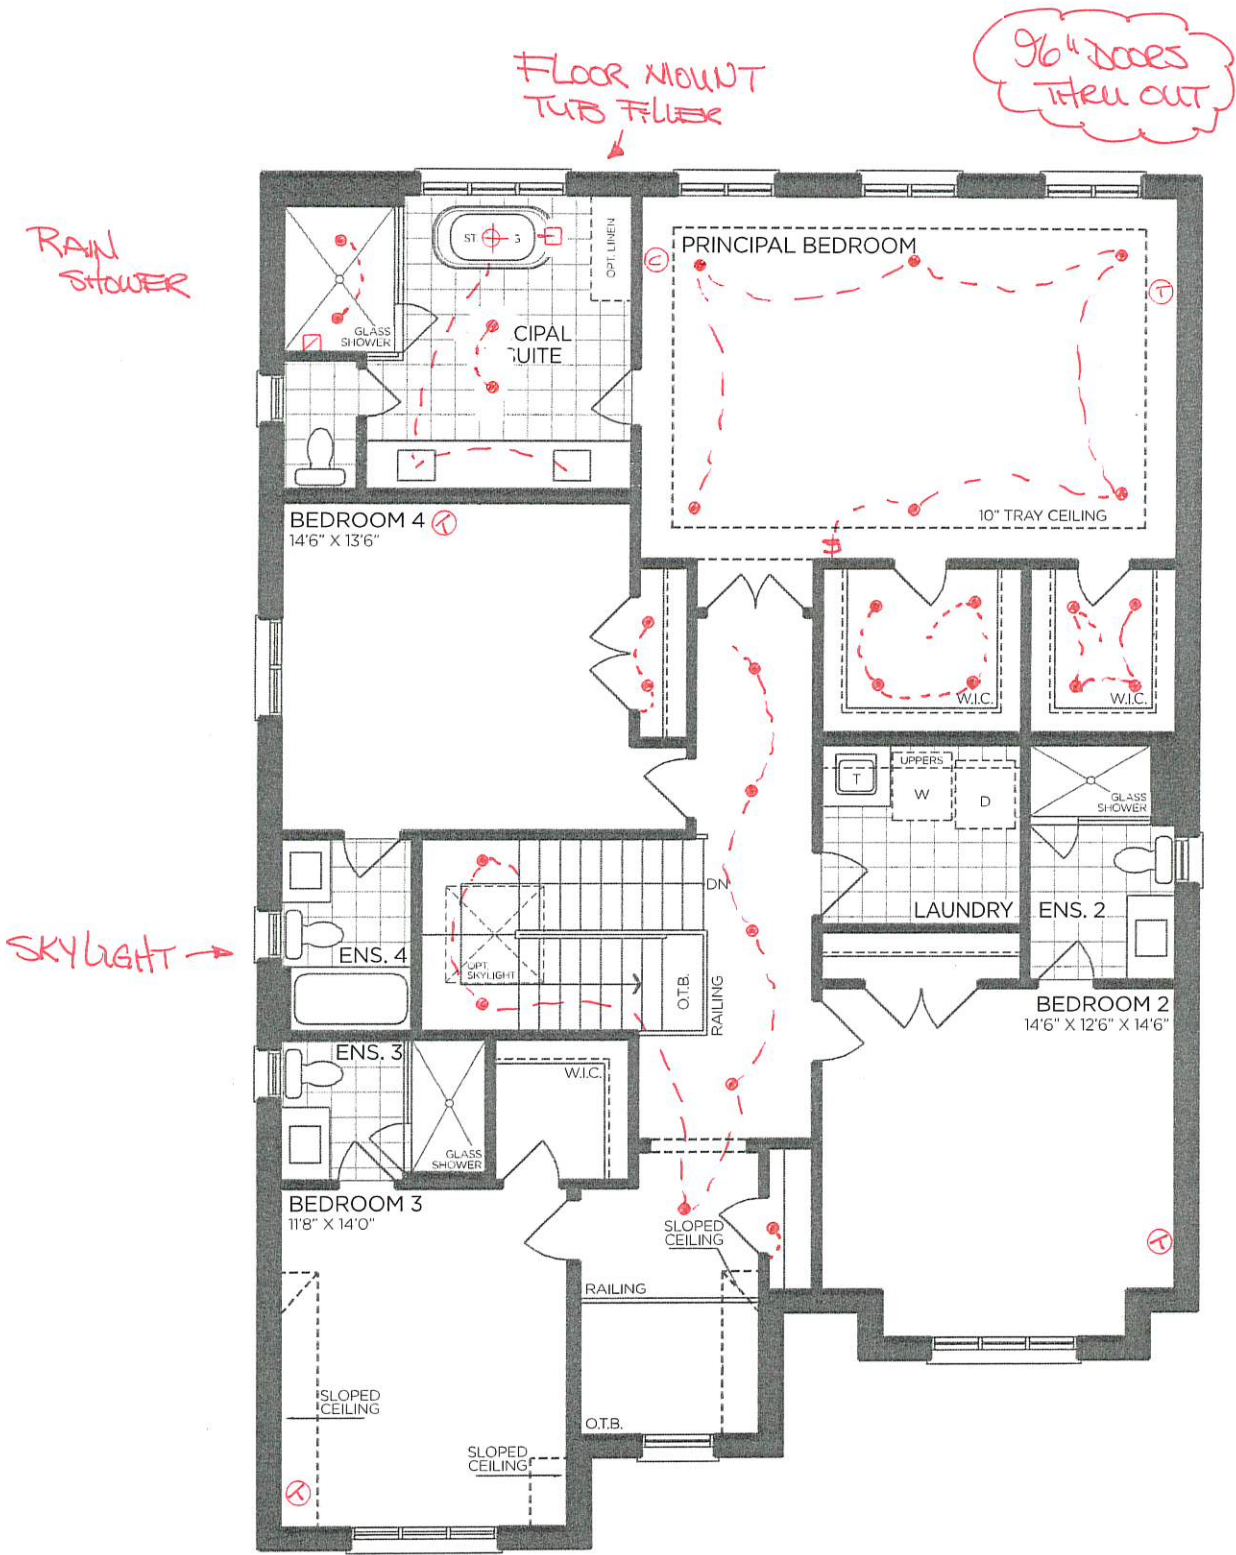 96" DOORS
THRU OUT
FLOOR MOUNT
TUB FILLER
RAIN
SHOWER
OPT. LINEN
PRINCIPAL BEDROOM
C
T
ST
GLASS
SHOWER
CIPAL
SUITE
10" TRAY CEILING
S
BEDROOM 4
T
14'6" X 13'6"
W.I.C.
W.I.C.
T
UPPERS
W
D
GLASS
SHOWER
LAUNDRY
ENS. 2
DN
SKYLIGHT
ENS. 4
OPT.
SKYLIGHT
O.T.B.
RAILING
BEDROOM 2
14'6" X 12'6" X 14'6"
ENS. 3
W.I.C.
GLASS
SHOWER
BEDROOM 3
11'8" X 14'0"
SLOPED
CEILING
T
RAILING
SLOPED
CEILING
O.T.B.
SLOPED
CEILING
T